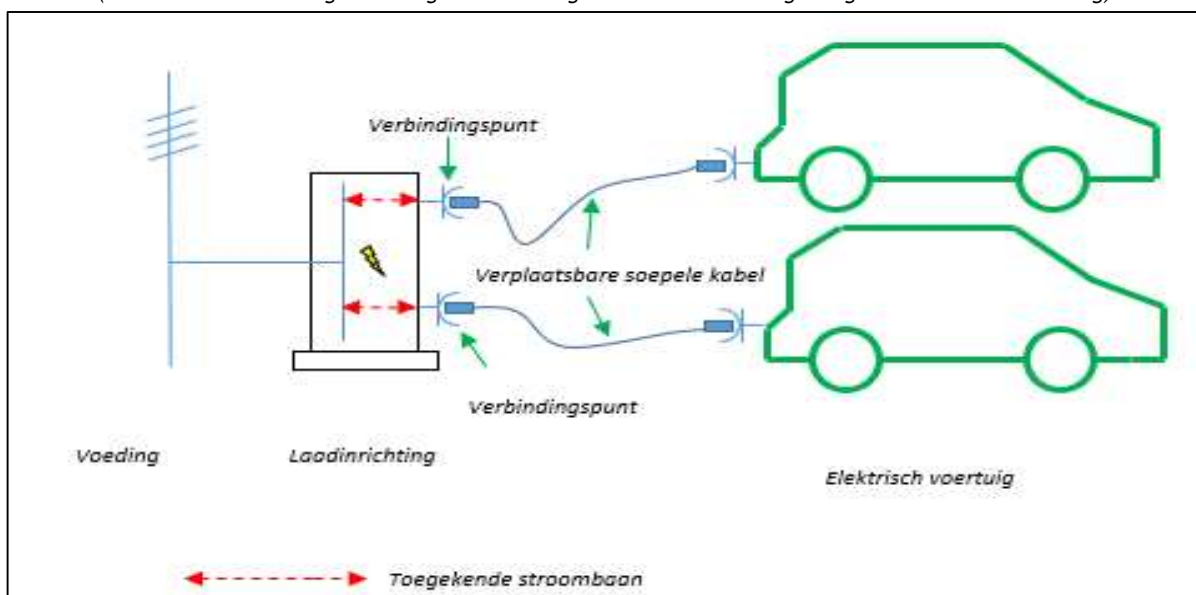 Verbindingspunt
Verplaatsbare soepele kabel
Verbindingspunt
Voeding
Laadinrichting
Elektrisch voertuig
Toegekende stroombaan